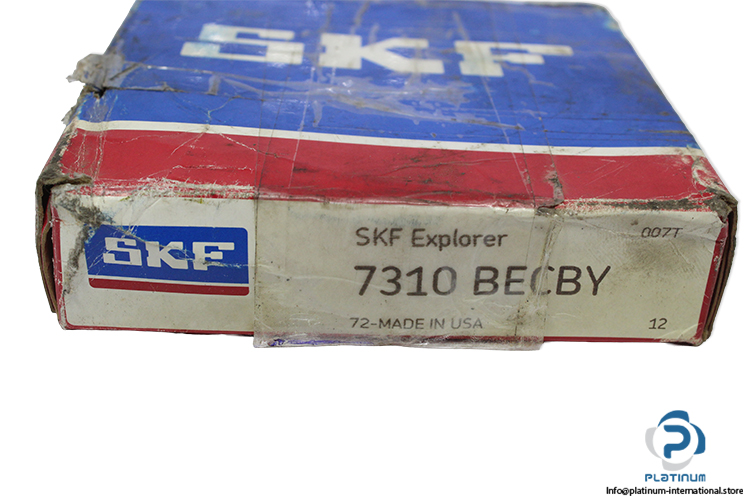 SKF
SKF
SKF Explorer
007T
7310 BECBY
72-MADE IN USA
12
PLATINUM
Info@platinum-international.store